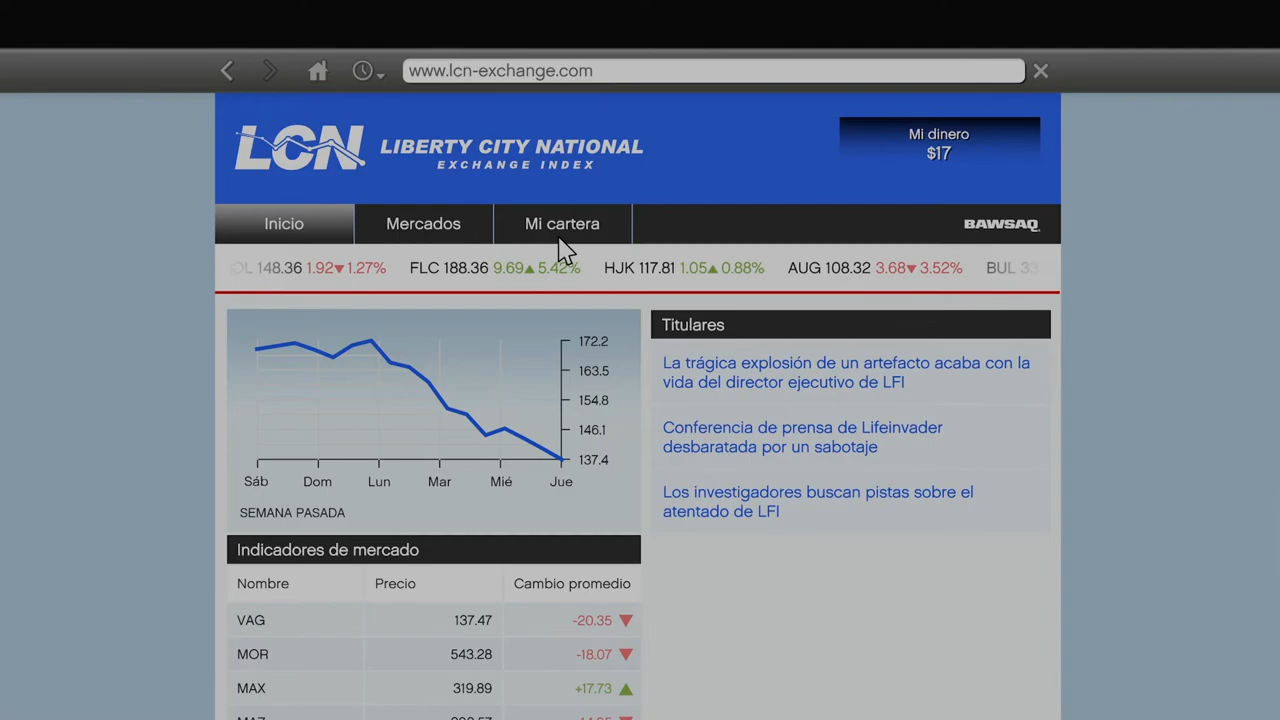 www.lcn-exchange.com
LCN
LIBERTY CITY NATIONAL
EXCHANGE INDEX
Mi dinero
$17
Inicio
Mercados
Mi cartera
BAWSAQ
148.36 1.92▼1.27% FLC 188.36 9.69▲5.42% HJK 117.81 1.05▲0.88% AUG 108.32 3.68▼3.52% BUL
172.2
163.5
154.8
146.1
137.4
Sáb Dom Lun Mar Mié Jue
SEMANA PASADA
Titulares
La trágica explosión de un artefacto acaba con la
vida del director ejecutivo de LFI
Conferencia de prensa de Lifeinvader
desbaratada por un sabotaje
Los investigadores buscan pistas sobre el
atentado de LFI
Indicadores de mercado
Nombre Precio Cambio promedio
VAG 137.47 -20.35 ▼
MOR 543.28 -18.07 ▼
MAX 319.89 +17.73 ▲